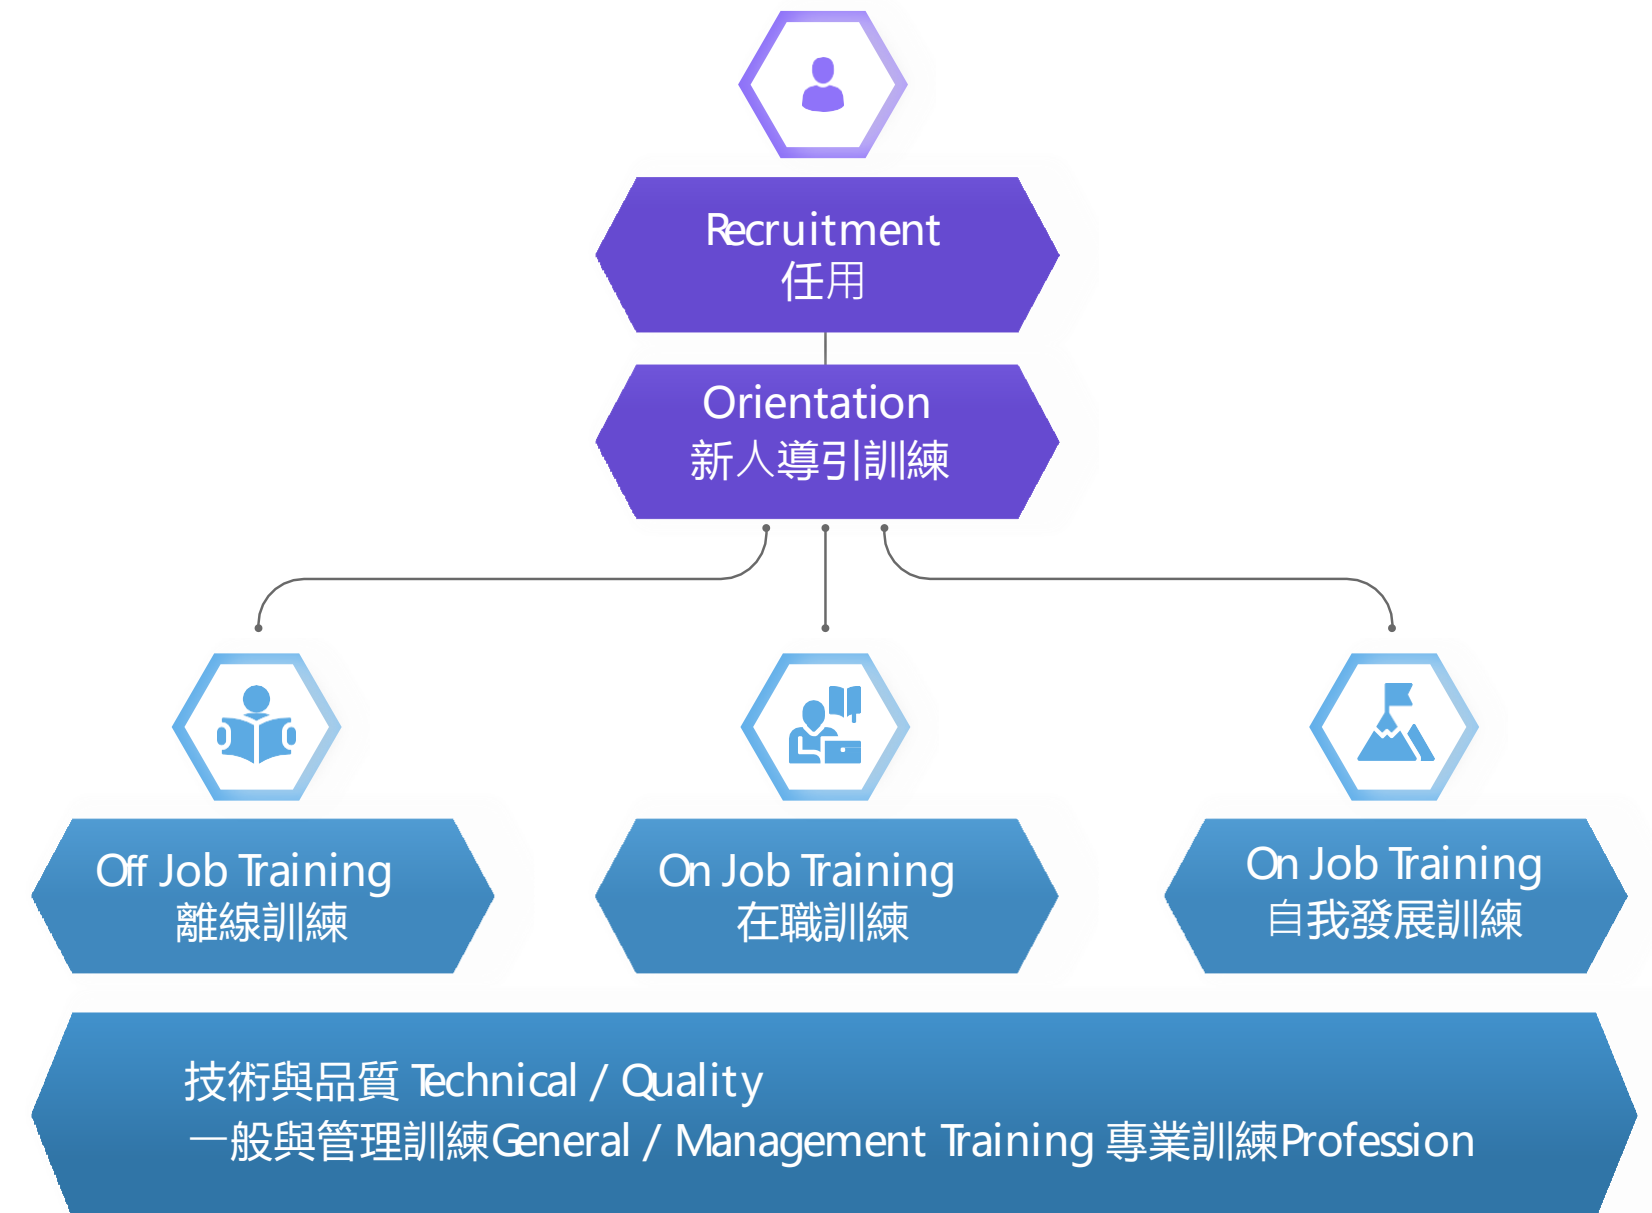 Recruitment
任用
Orientation
新人導引訓練
Off Job Training
離線訓練
On Job Training
在職訓練
On Job Training
自我發展訓練
技術與品質 Technical / Quality
一般與管理訓練General / Management Training 專業訓練Profession